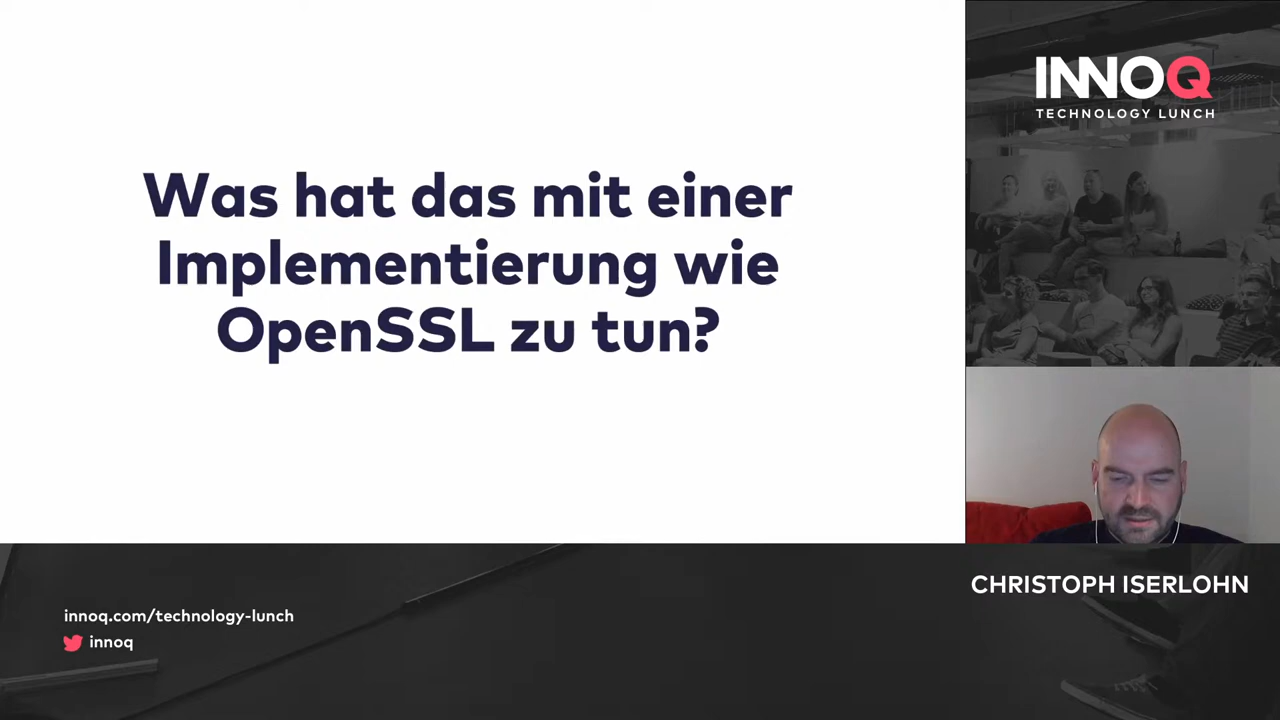 Was hat das mit einer
Implementierung wie
OpenSSL zu tun?
INNOQ
TECHNOLOGY LUNCH
CHRISTOPH ISERLOHN
innoq.com/technology-lunch
innoq